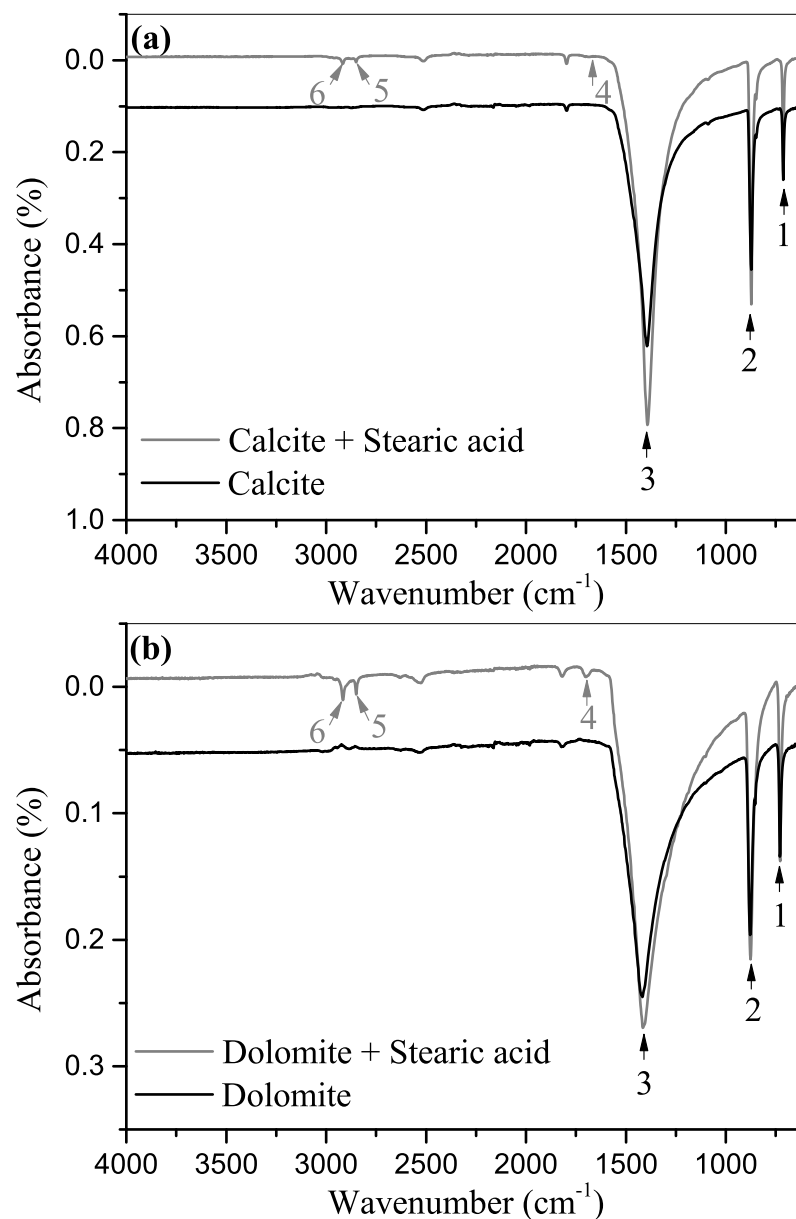 (a)
0.0
0.2
0.4
0.6
0.8
1.0
Absorbance (%)
6
5
4
3
2
1
Calcite + Stearic acid
Calcite
4000 3500 3000 2500 2000 1500 1000
Wavenumber (cm⁻¹)
(b)
0.0
0.1
0.2
0.3
Absorbance (%)
6
5
4
3
2
1
Dolomite + Stearic acid
Dolomite
4000 3500 3000 2500 2000 1500 1000
Wavenumber (cm⁻¹)